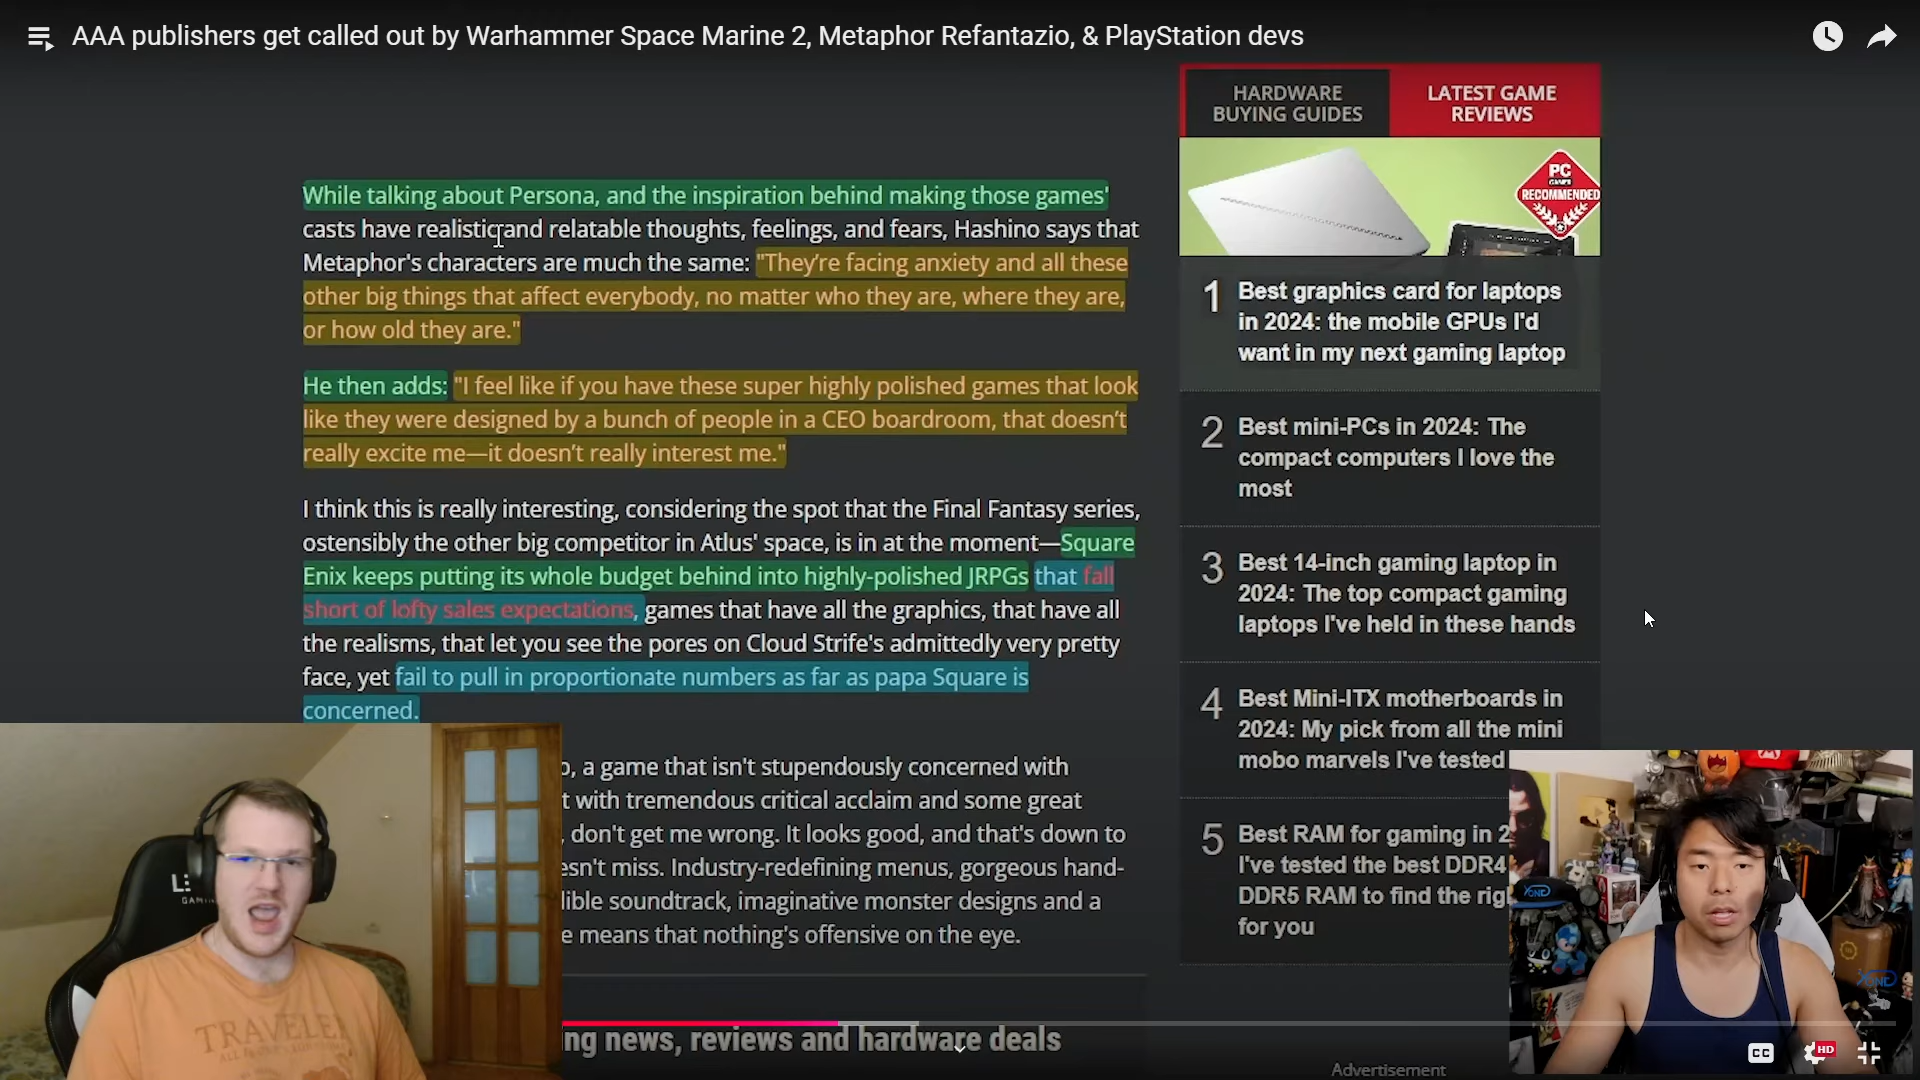 AAA publishers get called out by Warhammer Space Marine 2, Metaphor Refantazio, & PlayStation devs
While talking about Persona, and the inspiration behind making those games'
casts have realistic and relatable thoughts, feelings, and fears, Hashino says that
Metaphor's characters are much the same: "They're facing anxiety and all these
other big things that affect everybody, no matter who they are, where they are,
or how old they are."
He then adds: "I feel like if you have these super highly polished games that look
like they were designed by a bunch of people in a CEO boardroom, that doesn't
really excite me—it doesn't really interest me."
I think this is really interesting, considering the spot that the Final Fantasy series,
ostensibly the other big competitor in Atlus' space, is in at the moment—Square
Enix keeps putting its whole budget behind into highly-polished JRPGs that fall
short of lofty sales expectations, games that have all the graphics, that have all
the realisms, that let you see the pores on Cloud Strife's admittedly very pretty
face, yet fail to pull in proportionate numbers as far as papa Square is
concerned.
o, a game that isn't stupendously concerned with
t with tremendous critical acclaim and some great
, don't get me wrong. It looks good, and that's down to
esn't miss. Industry-redefining menus, gorgeous hand-
lible soundtrack, imaginative monster designs and a
e means that nothing's offensive on the eye.
ng news, reviews and hardware deals
HARDWARE
BUYING GUIDES
LATEST GAME
REVIEWS
PC
GAMER
RECOMMENDED
1 Best graphics card for laptops
in 2024: the mobile GPUs I'd
want in my next gaming laptop
2 Best mini-PCs in 2024: The
compact computers I love the
most
3 Best 14-inch gaming laptop in
2024: The top compact gaming
laptops I've held in these hands
4 Best Mini-ITX motherboards in
2024: My pick from all the mini
mobo marvels I've tested
5 Best RAM for gaming in 2
I've tested the best DDR4
DDR5 RAM to find the rig
for you
Advertisement
TRAVELER
CC
HD